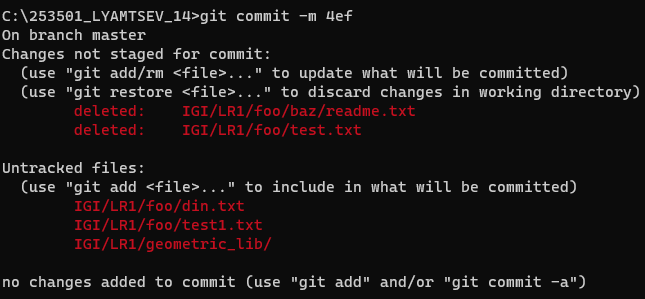 C:\253501_LYAMTSEV_14>git commit -m 4ef
On branch master
Changes not staged for commit:
  (use "git add/rm <file>..." to update what will be committed)
  (use "git restore <file>..." to discard changes in working directory)
        deleted:    IGI/LR1/foo/baz/readme.txt
        deleted:    IGI/LR1/foo/test.txt

Untracked files:
  (use "git add <file>..." to include in what will be committed)
        IGI/LR1/foo/din.txt
        IGI/LR1/foo/test1.txt
        IGI/LR1/geometric_lib/

no changes added to commit (use "git add" and/or "git commit -a")